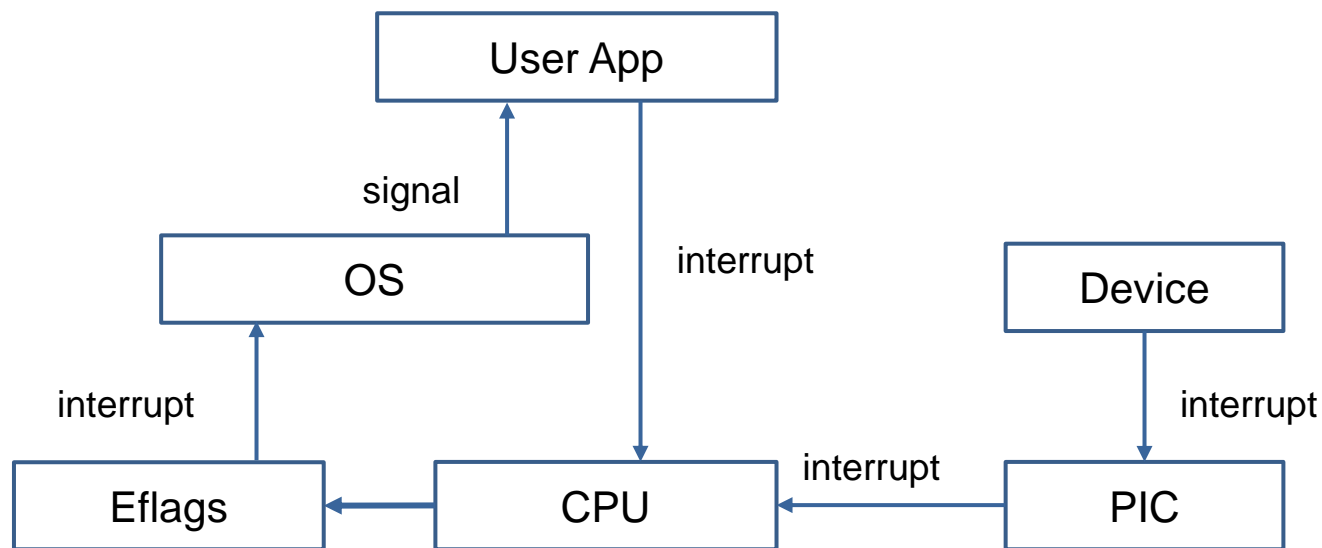 User App
signal
interrupt
OS
Device
interrupt
interrupt
interrupt
Eflags
CPU
PIC